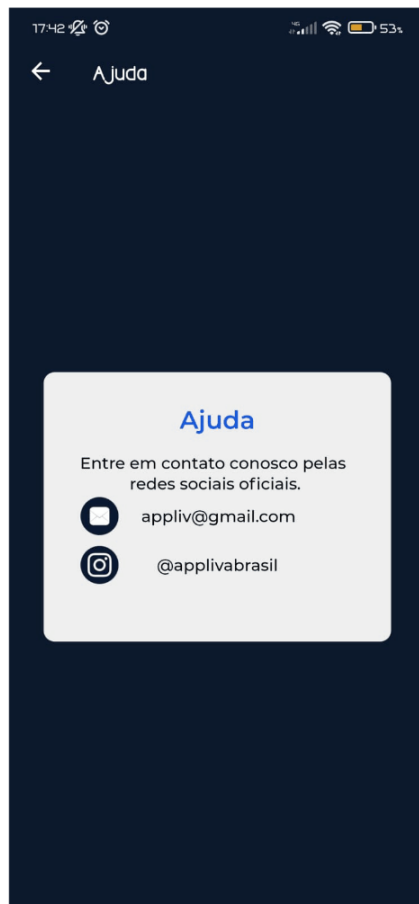 17:42
53%
Ajuda
Ajuda
Entre em contato conosco pelas
redes sociais oficiais.
appliv@gmail.com
@applivabrasil